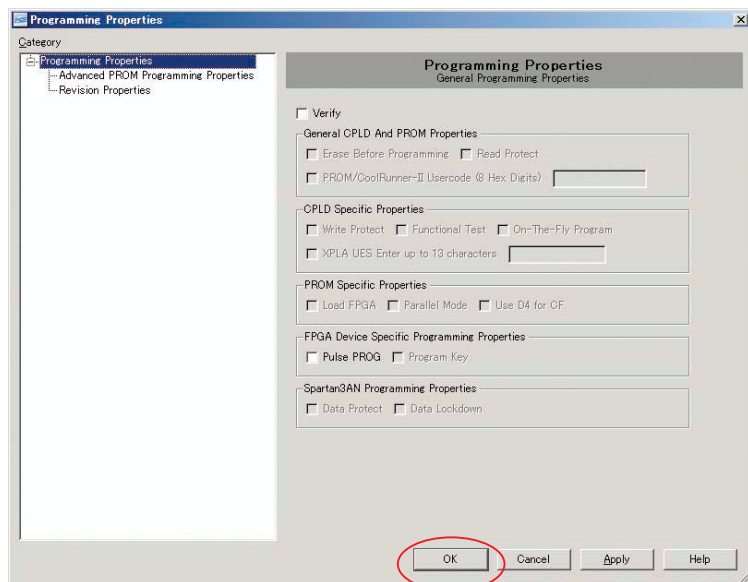 ISE Programming Properties
Category
Programming Properties
Advanced PROM Programming Properties
Revision Properties
Programming Properties
General Programming Properties
Verify
General CPLD And PROM Properties
Erase Before Programming Read Protect
PROM/CoolRunner-II Usercode (8 Hex Digits)
CPLD Specific Properties
Write Protect Functional Test On-The-Fly Program
XPLA UES Enter up to 13 characters
PROM Specific Properties
Load FPGA Parallel Mode Use D4 for CF
FPGA Device Specific Programming Properties
Pulse PROG Program Key
Spartan3AN Programming Properties
Data Protect Data Lockdown
OK Cancel Apply Help